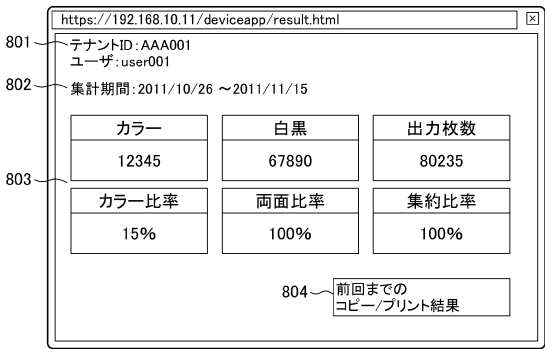 https://192.168.10.11/deviceapp/result.html
801 テナントID:AAA001
ユーザ:user001
802 集計期間:2011/10/26 ~2011/11/15
カラー 白黒 出力枚数
12345 67890 80235
803
カラー比率 両面比率 集約比率
15% 100% 100%
804 前回までの
コピー/プリント結果